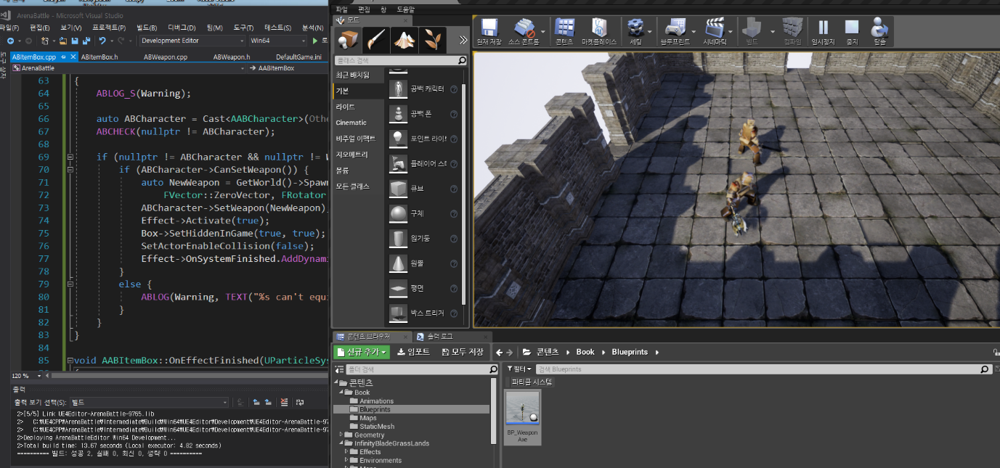 ArenaBattle - Microsoft Visual Studio
파일(F) 편집(E) 보기(V) 프로젝트(P) 빌드(B) 디버그(D) 팀(M) 도구(T) 테스트(S) 분석(N)
Development Editor Win64
ABItemBox.cpp ABItemBox.h ABWeapon.cpp ABWeapon.h DefaultGame.ini
ArenaBattle AABItemBox
63 {
64 ABLOG_S(Warning);
65
66 auto ABCharacter = Cast<AABCharacter>(Othe
67 ABCHECK(nullptr != ABCharacter);
68
69 if (nullptr != ABCharacter && nullptr != W
70 if (ABCharacter->CanSetWeapon()) {
71 auto NewWeapon = GetWorld()->Spawn
72 FVector::ZeroVector, FRotator
73 ABCharacter->SetWeapon(NewWeapon)
74 Effect->Activate(true);
75 Box->SetHiddenInGame(true, true);
76 SetActorEnableCollision(false);
77 Effect->OnSystemFinished.AddDynami
78 }
79 else {
80 ABLOG(Warning, TEXT("%s can't equi
81 }
82 }
83 }
84
85 void AABItemBox::OnEffectFinished(UParticleSys
120 %
출력
출력 보기 선택(S): 빌드
2>[5/5] Link UE4Editor-ArenaBattle-9765.lib
2> C:₩UE4CPP₩ArenaBattle₩Intermediate₩Build₩Win64₩UE4Editor₩Development₩UE4Editor-ArenaBattle-97
2> C:₩UE4CPP₩ArenaBattle₩Intermediate₩Build₩Win64₩UE4Editor₩Development₩UE4Editor-ArenaBattle-97
2>Deploying ArenaBattleEditor Win64 Development...
2>Total build time: 13.67 seconds (Local executor: 4.82 seconds)
========== 빌드: 성공 2, 실패 0, 최신 0, 생략 0 ==========
파일 편집 창 도움말
모드
클래스 검색
최근 배치됨
기본
라이트
Cinematic
비주얼 이펙트
지오메트리
볼륨
모든 클래스
공백 캐릭터
공백 폰
포인트 라이트
플레이어 스타
큐브
구체
원기둥
원뿔
평면
박스 트리거
현재 저장 소스 콘트롤 콘텐츠 마켓플레이스 세팅 블루프린트 시네마틱 빌드 컴파일 일시정지 중지 탈출
콘텐츠 브라우저 출력 로그
신규 추가 임포트 모두 저장 콘텐츠 Book Blueprints
폴더 검색
콘텐츠
Book
Animations
Blueprints
Maps
StaticMesh
Geometry
InfinityBladeGrassLands
Effects
Environments
Maps
필터 검색 Blueprints
파티클 시스템
BP_Weapon
Axe